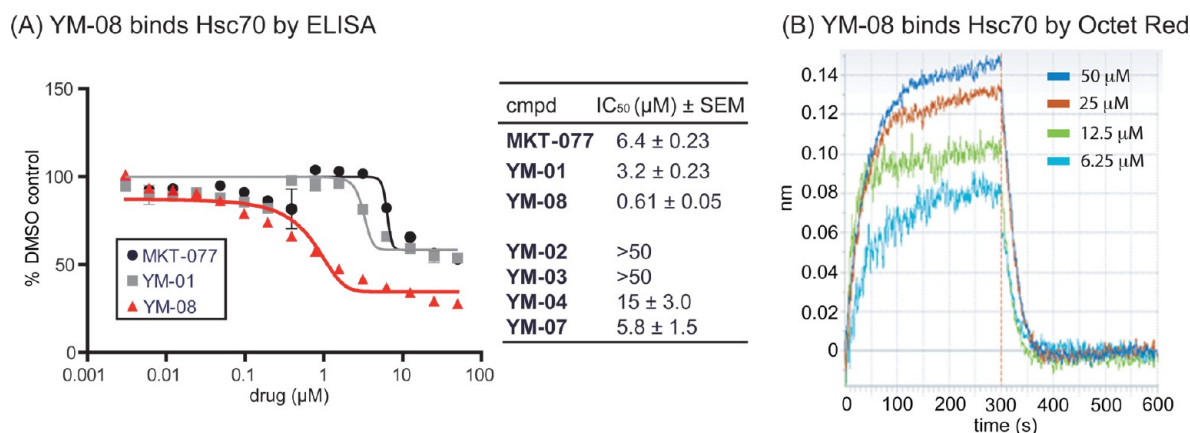 (A) YM-08 binds Hsc70 by ELISA
150
100
50
0
% DMSO control
0.001
0.01
0.1
1
10
100
drug (µM)
MKT-077
YM-01
YM-08
cmpd IC₅₀ (µM) ± SEM
MKT-077 6.4 ± 0.23
YM-01 3.2 ± 0.23
YM-08 0.61 ± 0.05
YM-02 >50
YM-03 >50
YM-04 15 ± 3.0
YM-07 5.8 ± 1.5
(B) YM-08 binds Hsc70 by Octet Red
0.14
0.12
0.10
0.08
0.06
0.04
0.02
0
nm
50 µM
25 µM
12.5 µM
6.25 µM
0 100 200 300 400 500 600
time (s)